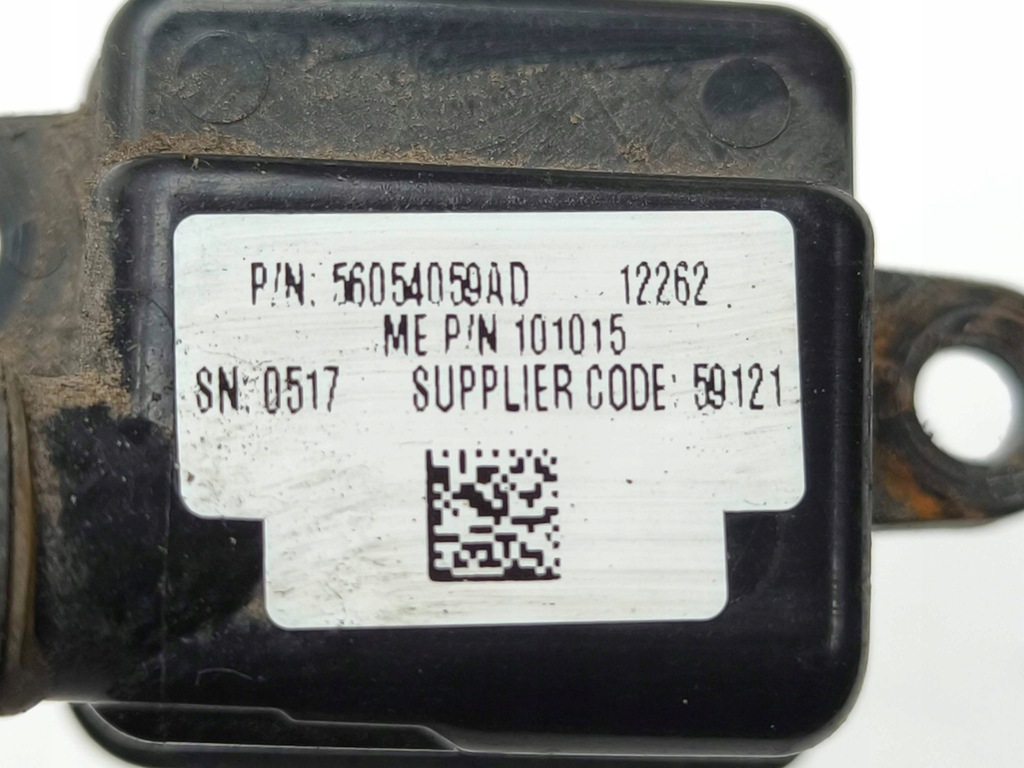 P/N: 56054059AD 12262
ME P/N 101015
SN: 0517 SUPPLIER CODE: 59121